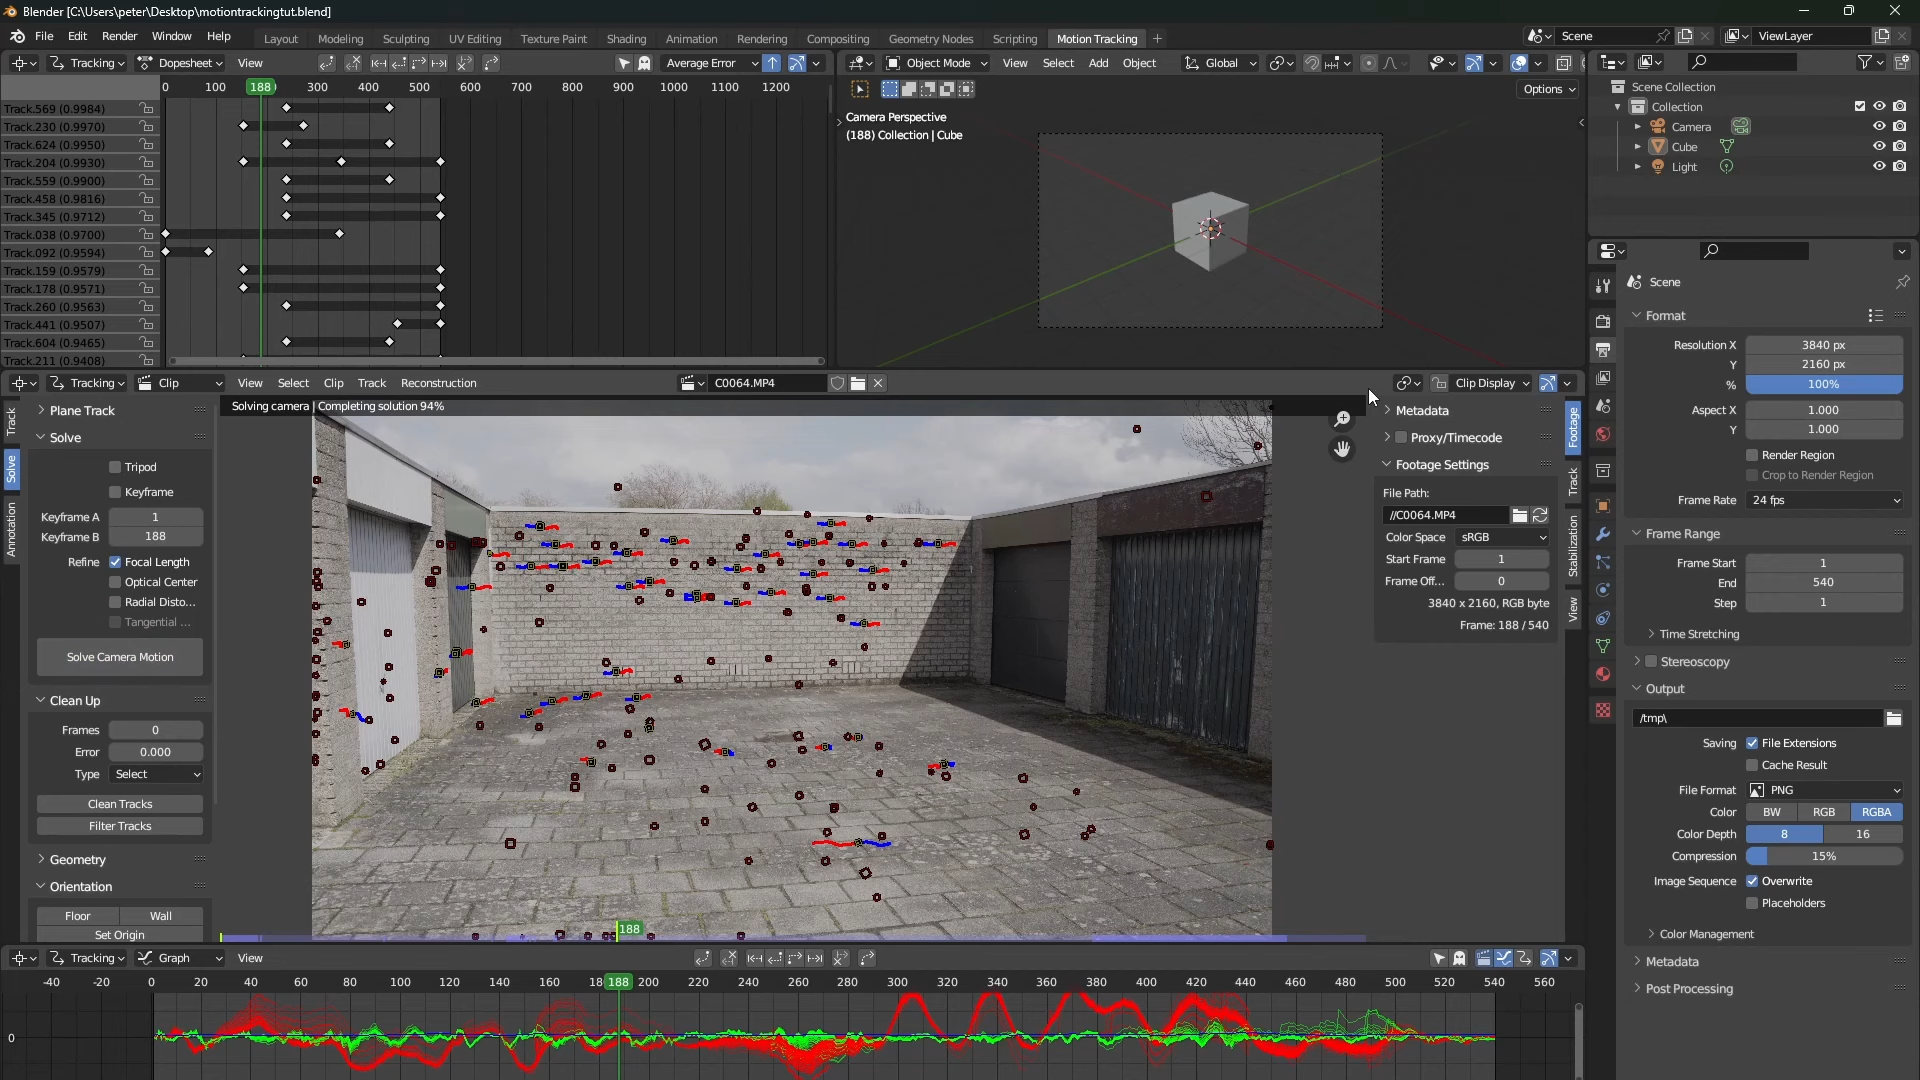 Blender [C:\Users\peter\Desktop\motiontrackingtut.blend]
File Edit Render Window Help Layout Modeling Sculpting UV Editing Texture Paint Shading Animation Rendering Compositing Geometry Nodes Scripting Motion Tracking + Scene ViewLayer
Tracking Dopesheet View Average Error
0 100 188 300 400 500 600 700 800 900 1000 1100 1200
Track.569 (0.9984)
Track.230 (0.9970)
Track.624 (0.9950)
Track.204 (0.9930)
Track.559 (0.9900)
Track.458 (0.9816)
Track.345 (0.9712)
Track.038 (0.9700)
Track.092 (0.9594)
Track.159 (0.9579)
Track.178 (0.9571)
Track.260 (0.9563)
Track.441 (0.9507)
Track.604 (0.9465)
Track.211 (0.9408)
Object Mode View Select Add Object Global
Options
Camera Perspective
(188) Collection | Cube
Scene Collection
Collection
Camera
Cube
Light
Tracking Clip View Select Clip Track Reconstruction C0064.MP4 Clip Display
Solving camera | Completing solution 94%
Track
Solve
Annotation
Plane Track
Solve
Tripod
Keyframe
Keyframe A 1
Keyframe B 188
Refine Focal Length
Optical Center
Radial Disto...
Tangential ...
Solve Camera Motion
Clean Up
Frames 0
Error 0.000
Type Select
Clean Tracks
Filter Tracks
Geometry
Orientation
Floor Wall
Set Origin
188
Metadata
Proxy/Timecode
Footage Settings
File Path:
//C0064.MP4
Color Space sRGB
Start Frame 1
Frame Off... 0
3840 x 2160, RGB byte
Frame: 188 / 540
Footage
Track
Stabilization
View
Tracking Graph View
-40 -20 0 20 40 60 80 100 120 140 160 18 188 200 220 240 260 280 300 320 340 360 380 400 420 440 460 480 500 520 540 560
0
Scene
Format
Resolution X 3840 px
Y 2160 px
% 100%
Aspect X 1.000
Y 1.000
Render Region
Crop to Render Region
Frame Rate 24 fps
Frame Range
Frame Start 1
End 540
Step 1
Time Stretching
Stereoscopy
Output
/tmp\
Saving File Extensions
Cache Result
File Format PNG
Color BW RGB RGBA
Color Depth 8 16
Compression 15%
Image Sequence Overwrite
Placeholders
Color Management
Metadata
Post Processing